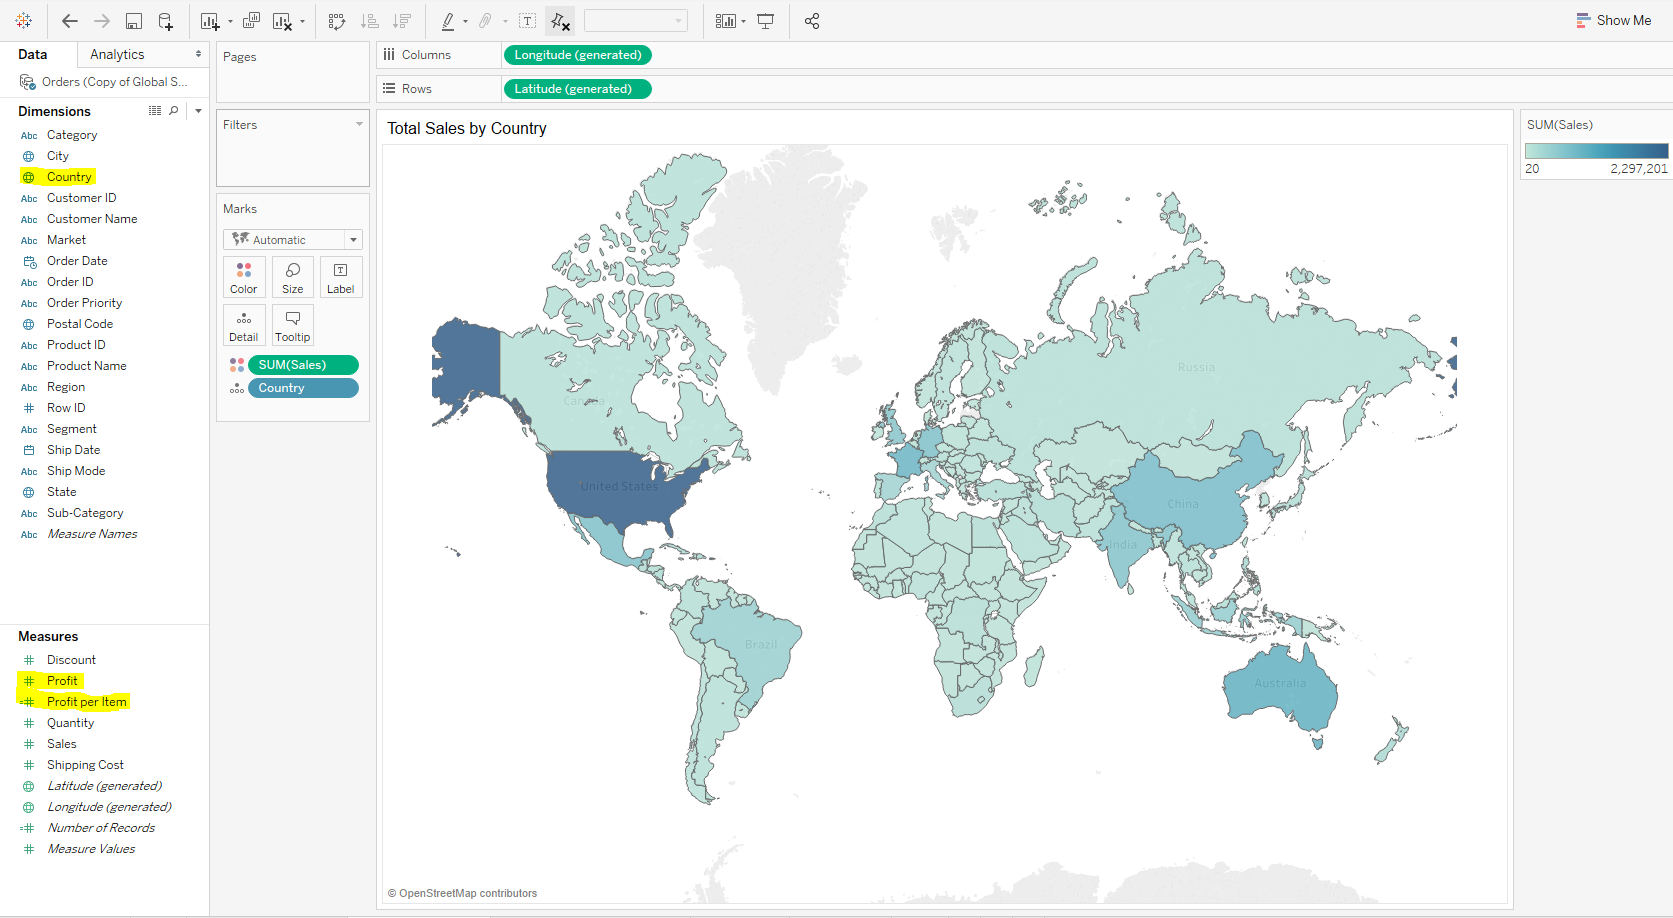 Show Me
Data
Analytics
Orders (Copy of Global S...
Dimensions
Abc Category
City
Country
Abc Customer ID
Abc Customer Name
Abc Market
Order Date
Abc Order ID
Abc Order Priority
Postal Code
Abc Product ID
Abc Product Name
Abc Region
# Row ID
Abc Segment
Ship Date
Abc Ship Mode
State
Abc Sub-Category
Abc Measure Names
Measures
# Discount
# Profit
=# Profit per Item
# Quantity
# Sales
# Shipping Cost
Latitude (generated)
Longitude (generated)
=# Number of Records
# Measure Values
Pages
Filters
Marks
Automatic
Color
Size
Label
Detail
Tooltip
SUM(Sales)
Country
Columns
Longitude (generated)
Rows
Latitude (generated)
Total Sales by Country
Russia
Canada
United States
China
India
Brazil
Australia
© OpenStreetMap contributors
SUM(Sales)
20
2,297,201